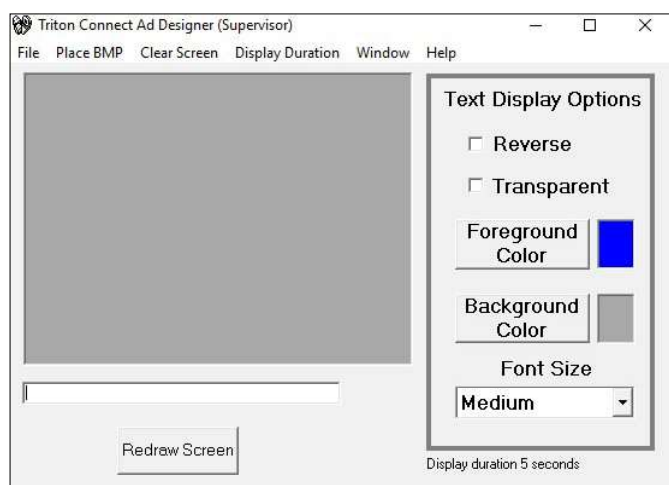 Triton Connect Ad Designer (Supervisor)
File Place BMP Clear Screen Display Duration Window Help
Text Display Options
Reverse
Transparent
Foreground
Color
Background
Color
Font Size
Medium
Redraw Screen
Display duration 5 seconds